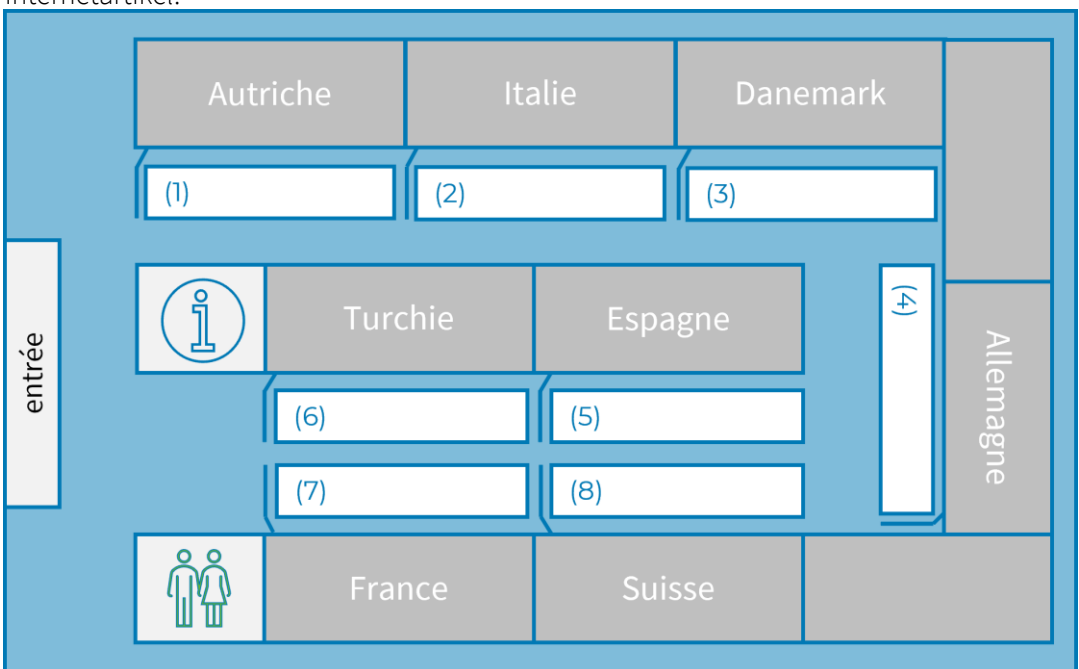 Internetartikel.
Autriche Italie Danemark
(1) (2) (3)
entrée
Turchie Espagne
(4)
Allemagne
(6) (5)
(7) (8)
France Suisse